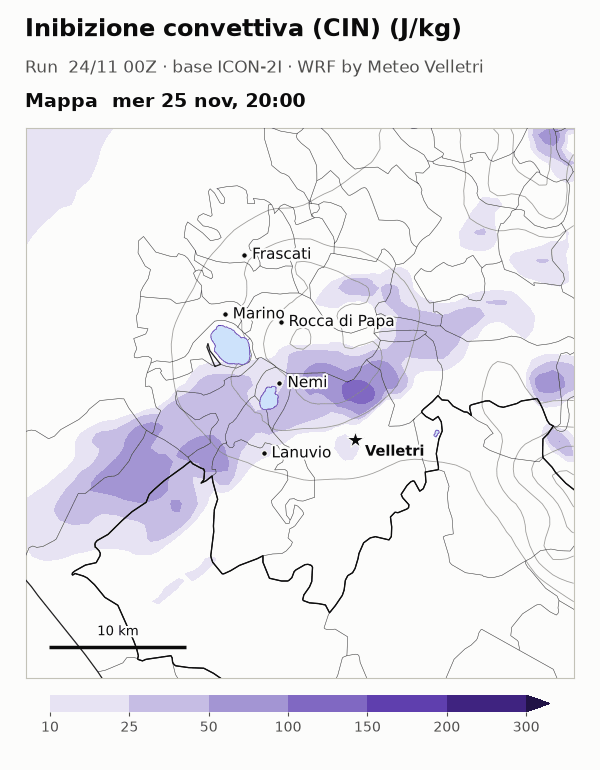 Inibizione convettiva (CIN) (J/kg)
Run  24/11 00Z · base ICON-2I · WRF by Meteo Velletri
Mappa  mer 25 nov, 20:00
Frascati
Marino
Rocca di Papa
Nemi
Velletri
Lanuvio
10 km
10 25 50 100 150 200 300